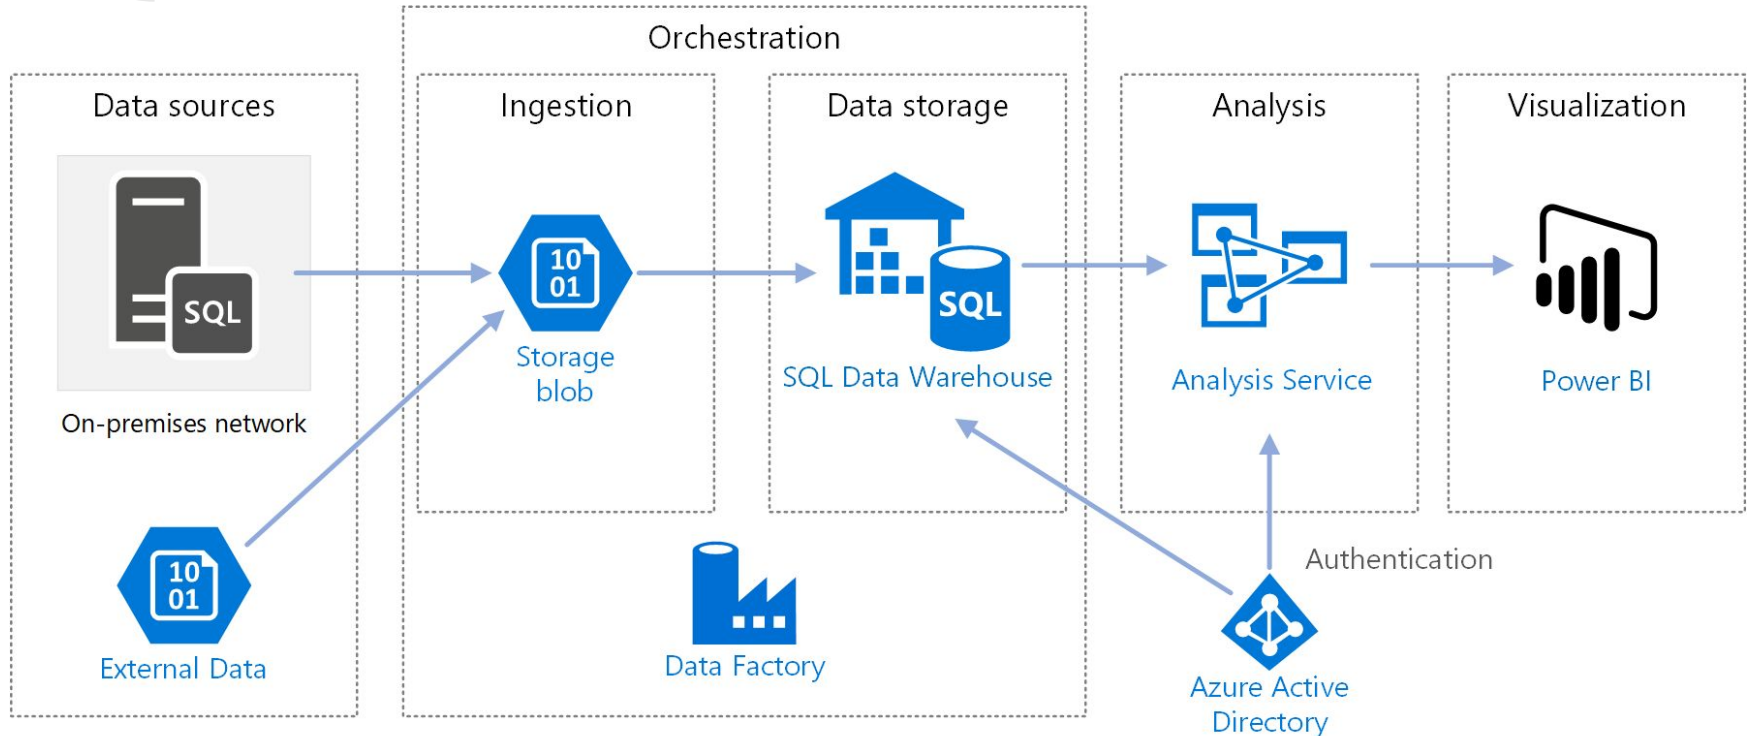 Orchestration
Data sources
Ingestion
Data storage
Analysis
Visualization
SQL
10
01
SQL
Storage
blob
SQL Data Warehouse
Analysis Service
Power BI
On-premises network
10
01
External Data
Data Factory
Authentication
Azure Active
Directory